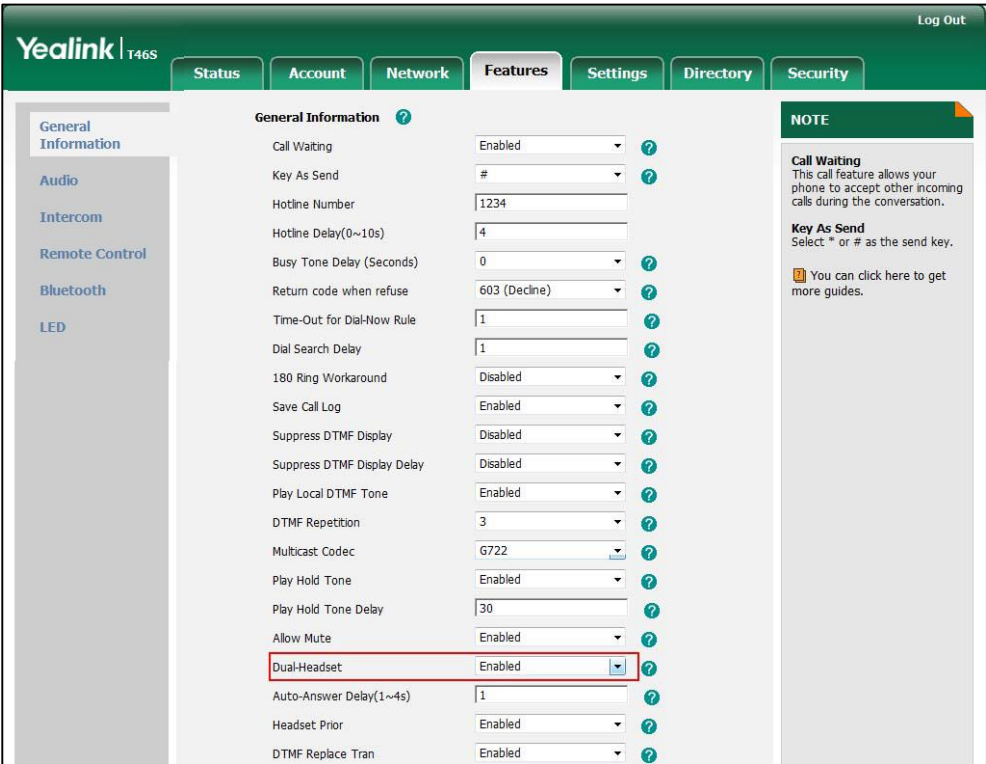 Log Out
Yealink T46S
Status Account Network Features Settings Directory Security
General
Information
Audio
Intercom
Remote Control
Bluetooth
LED
General Information ?
Call Waiting Enabled ?
Key As Send # ?
Hotline Number 1234
Hotline Delay(0~10s) 4
Busy Tone Delay (Seconds) 0 ?
Return code when refuse 603 (Decline) ?
Time-Out for Dial-Now Rule 1 ?
Dial Search Delay 1 ?
180 Ring Workaround Disabled ?
Save Call Log Enabled ?
Suppress DTMF Display Disabled ?
Suppress DTMF Display Delay Disabled ?
Play Local DTMF Tone Enabled ?
DTMF Repetition 3 ?
Multicast Codec G722 ?
Play Hold Tone Enabled ?
Play Hold Tone Delay 30 ?
Allow Mute Enabled ?
Dual-Headset Enabled ?
Auto-Answer Delay(1~4s) 1 ?
Headset Prior Enabled ?
DTMF Replace Tran Enabled ?
NOTE
Call Waiting
This call feature allows your
phone to accept other incoming
calls during the conversation.
Key As Send
Select * or # as the send key.
? You can click here to get
more guides.